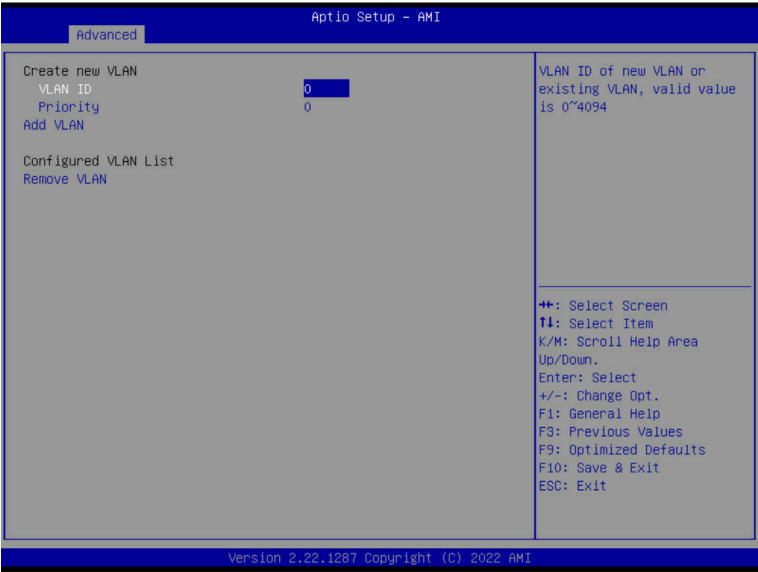 Aptio Setup – AMI
Advanced
Create new VLAN
VLAN ID 0
Priority 0
Add VLAN
Configured VLAN List
Remove VLAN
VLAN ID of new VLAN or
existing VLAN, valid value
is 0~4094
→←: Select Screen
↑↓: Select Item
K/M: Scroll Help Area
Up/Down.
Enter: Select
+/-: Change Opt.
F1: General Help
F3: Previous Values
F9: Optimized Defaults
F10: Save & Exit
ESC: Exit
Version 2.22.1287 Copyright (C) 2022 AMI